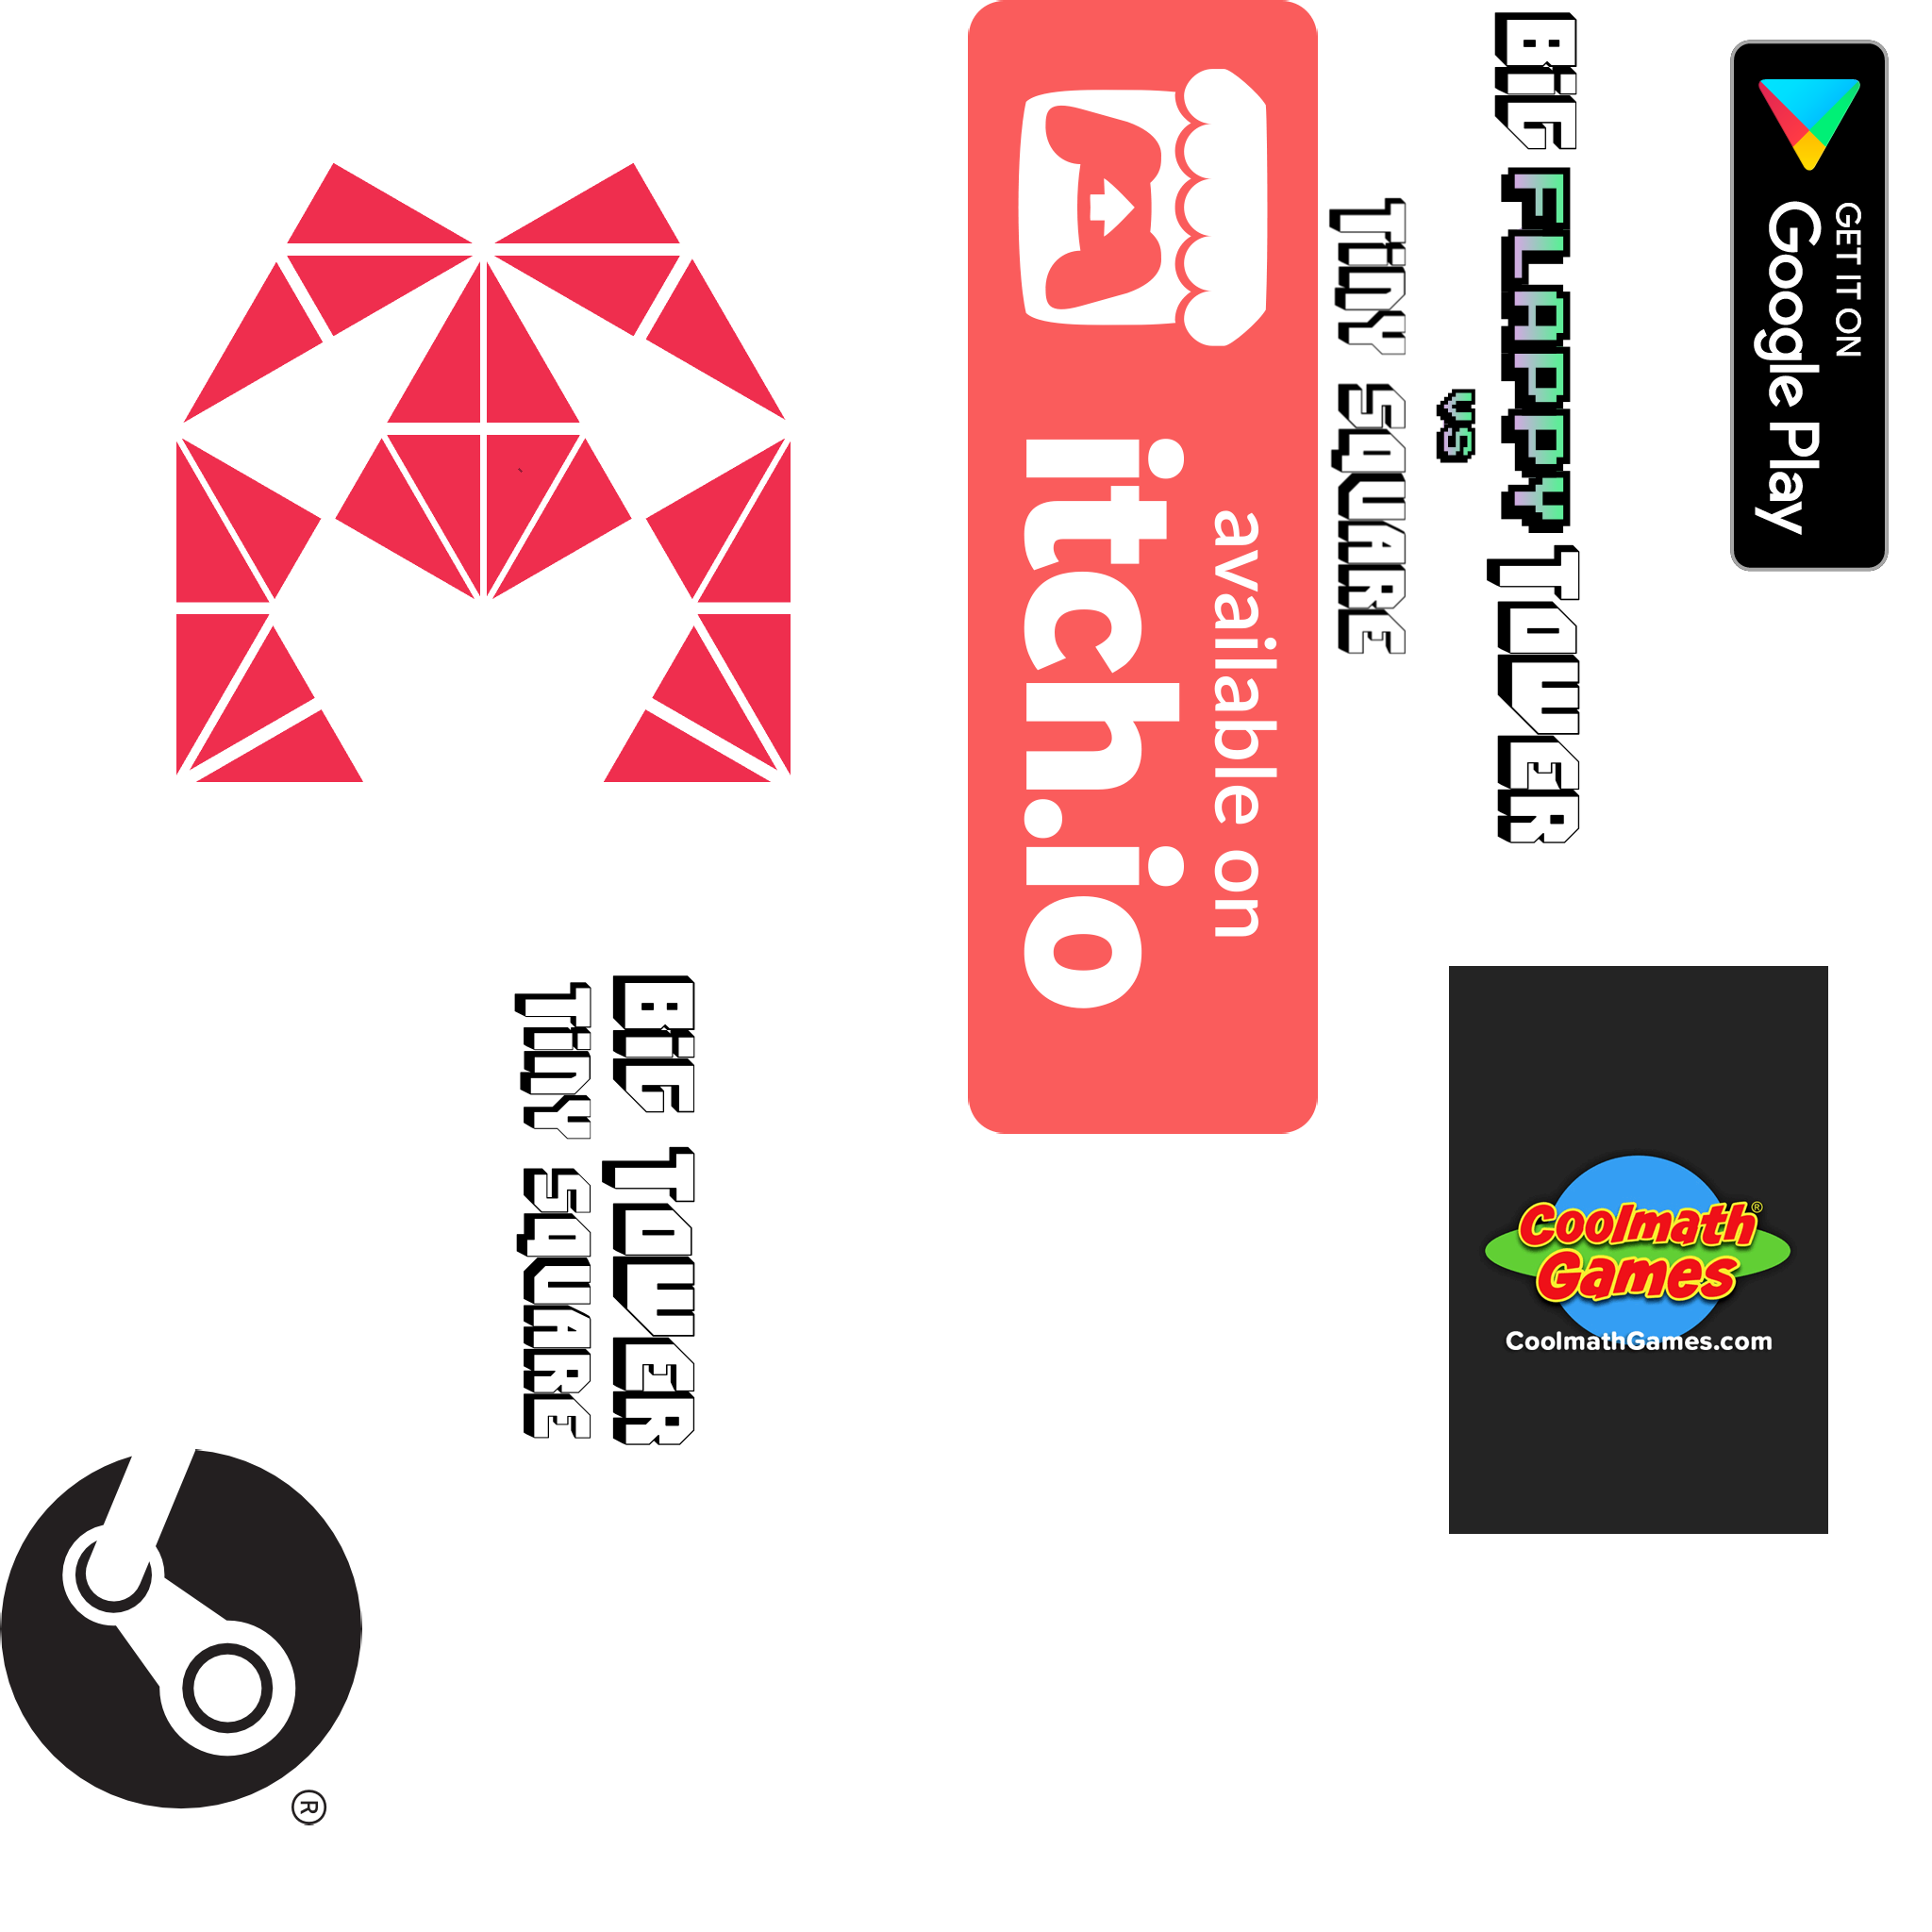 BiG FLAPPY TOWER
VS
TiNY SQUARE
GET IT ON
Google Play
available on
itch.io
BiG TOWER
TiNY SQUARE
Coolmath®
Games
CoolmathGames.com
®